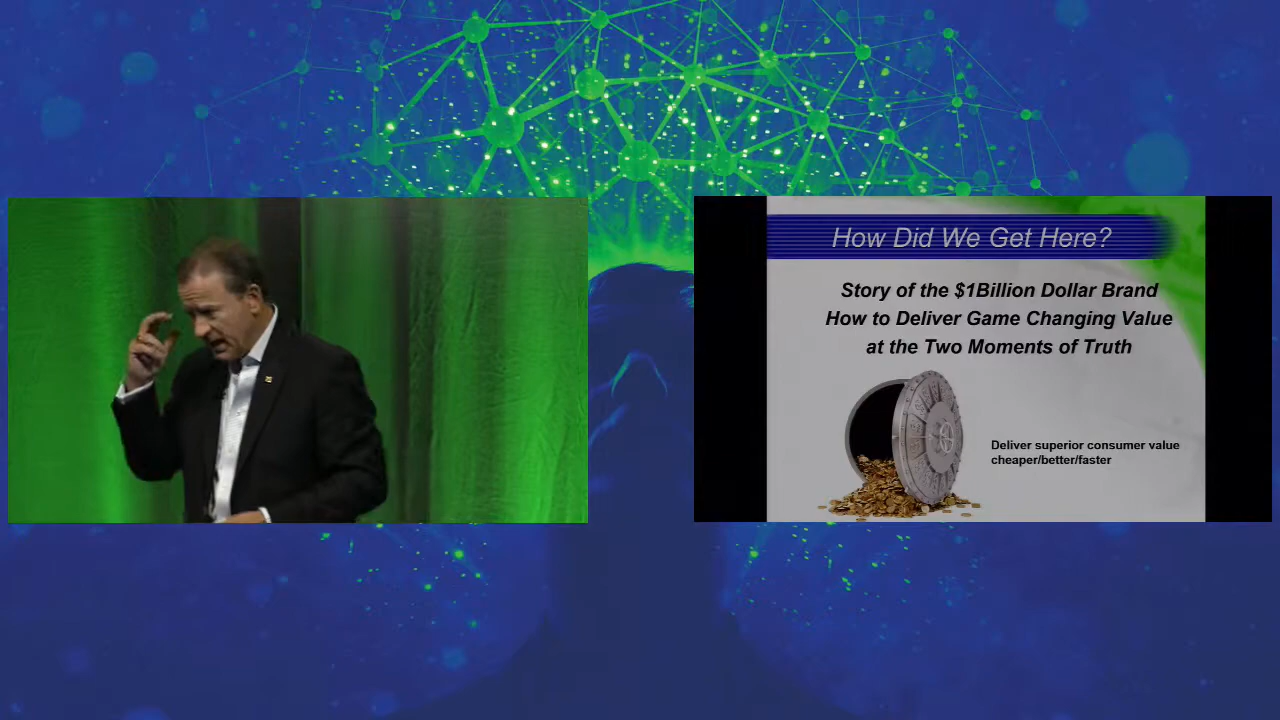 How Did We Get Here?
Story of the $1Billion Dollar Brand
How to Deliver Game Changing Value
at the Two Moments of Truth
Deliver superior consumer value
cheaper/better/faster